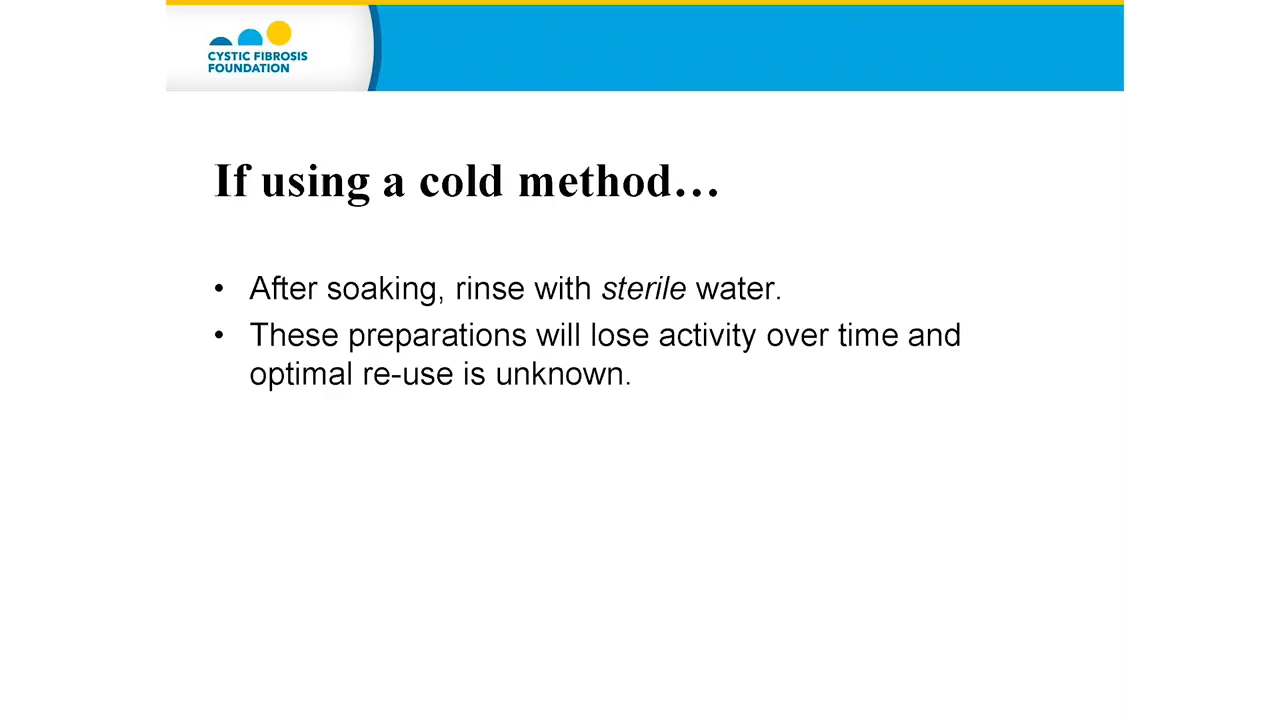 CYSTIC FIBROSIS
FOUNDATION
If using a cold method…
• After soaking, rinse with sterile water.
• These preparations will lose activity over time and
optimal re-use is unknown.